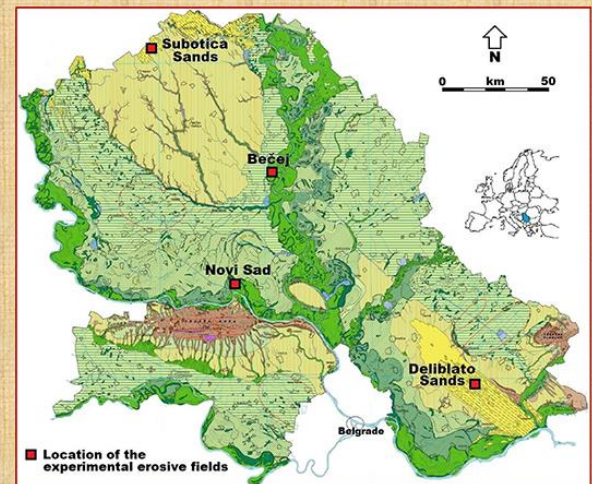 Subotica
Sands
N
0 km 50
Bečej
Novi Sad
Deliblato
Sands
Belgrade
Location of the
experimental erosive fields